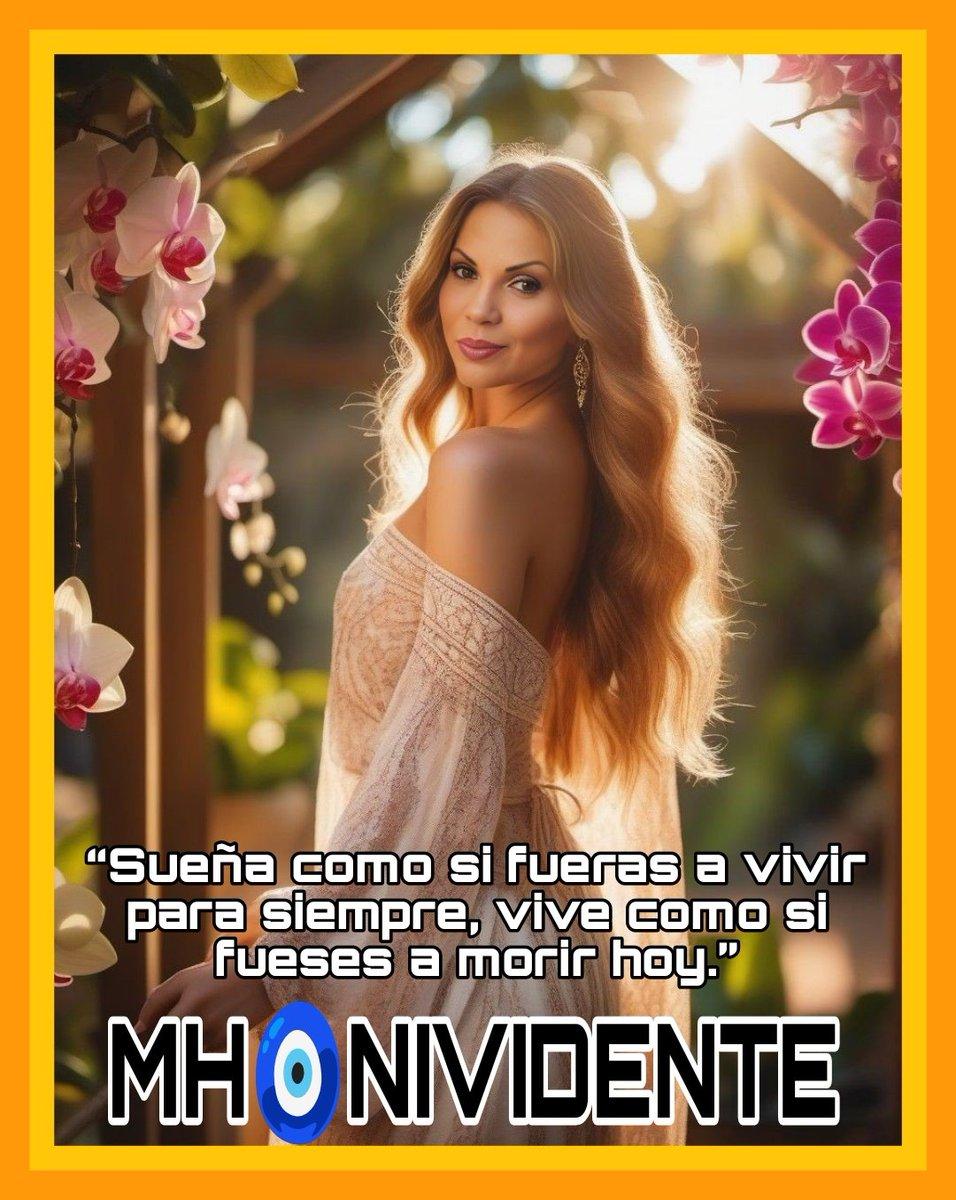 “Sueña como si fueras a vivir
para siempre, vive como si
fueses a morir hoy.”
MHONIVIDENTE